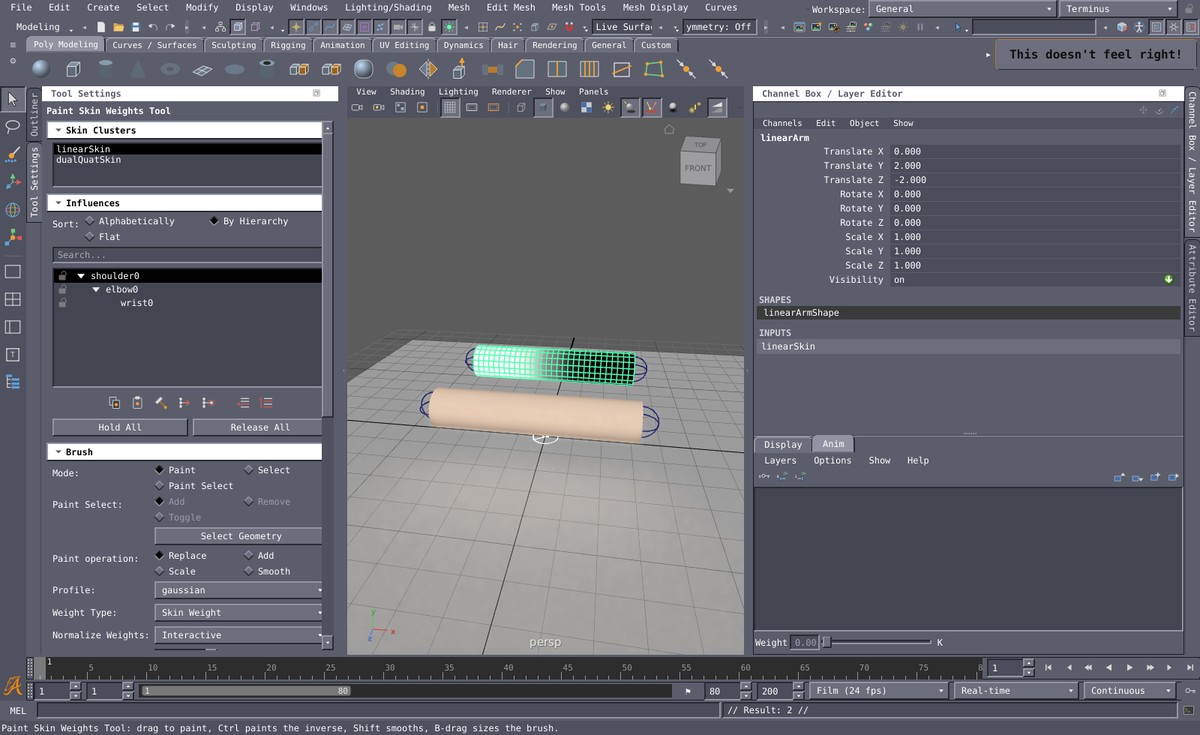 File Edit Create Select Modify Display Windows Lighting/Shading Mesh Edit Mesh Mesh Tools Mesh Display Curves Workspace: General Terminus
Modeling Live Surfa ymmetry: Off
Poly Modeling Curves / Surfaces Sculpting Rigging Animation UV Editing Dynamics Hair Rendering General Custom
This doesn't feel right!
Tool Settings
Paint Skin Weights Tool
Skin Clusters
linearSkin
dualQuatSkin
Influences
Sort: Alphabetically By Hierarchy
Flat
Search...
shoulder0
elbow0
wrist0
Hold All Release All
Brush
Mode: Paint Select
Paint Select
Paint Select: Add Remove
Toggle
Select Geometry
Paint operation: Replace Add
Scale Smooth
Profile: gaussian
Weight Type: Skin Weight
Normalize Weights: Interactive
Outliner
Tool Settings
View Shading Lighting Renderer Show Panels
TOP
FRONT
y
x
z
persp
Channel Box / Layer Editor
Channels Edit Object Show
linearArm
Translate X 0.000
Translate Y 2.000
Translate Z -2.000
Rotate X 0.000
Rotate Y 0.000
Rotate Z 0.000
Scale X 1.000
Scale Y 1.000
Scale Z 1.000
Visibility on
SHAPES
linearArmShape
INPUTS
linearSkin
Display Anim
Layers Options Show Help
Weight 0.00 K
Channel Box / Layer Editor
Attribute Editor
1 5 10 15 20 25 30 35 40 45 50 55 60 65 70 75 8 1
1 1 1 80 80 200 Film (24 fps) Real-time Continuous
MEL // Result: 2 //
Paint Skin Weights Tool: drag to paint, Ctrl paints the inverse, Shift smooths, B-drag sizes the brush.